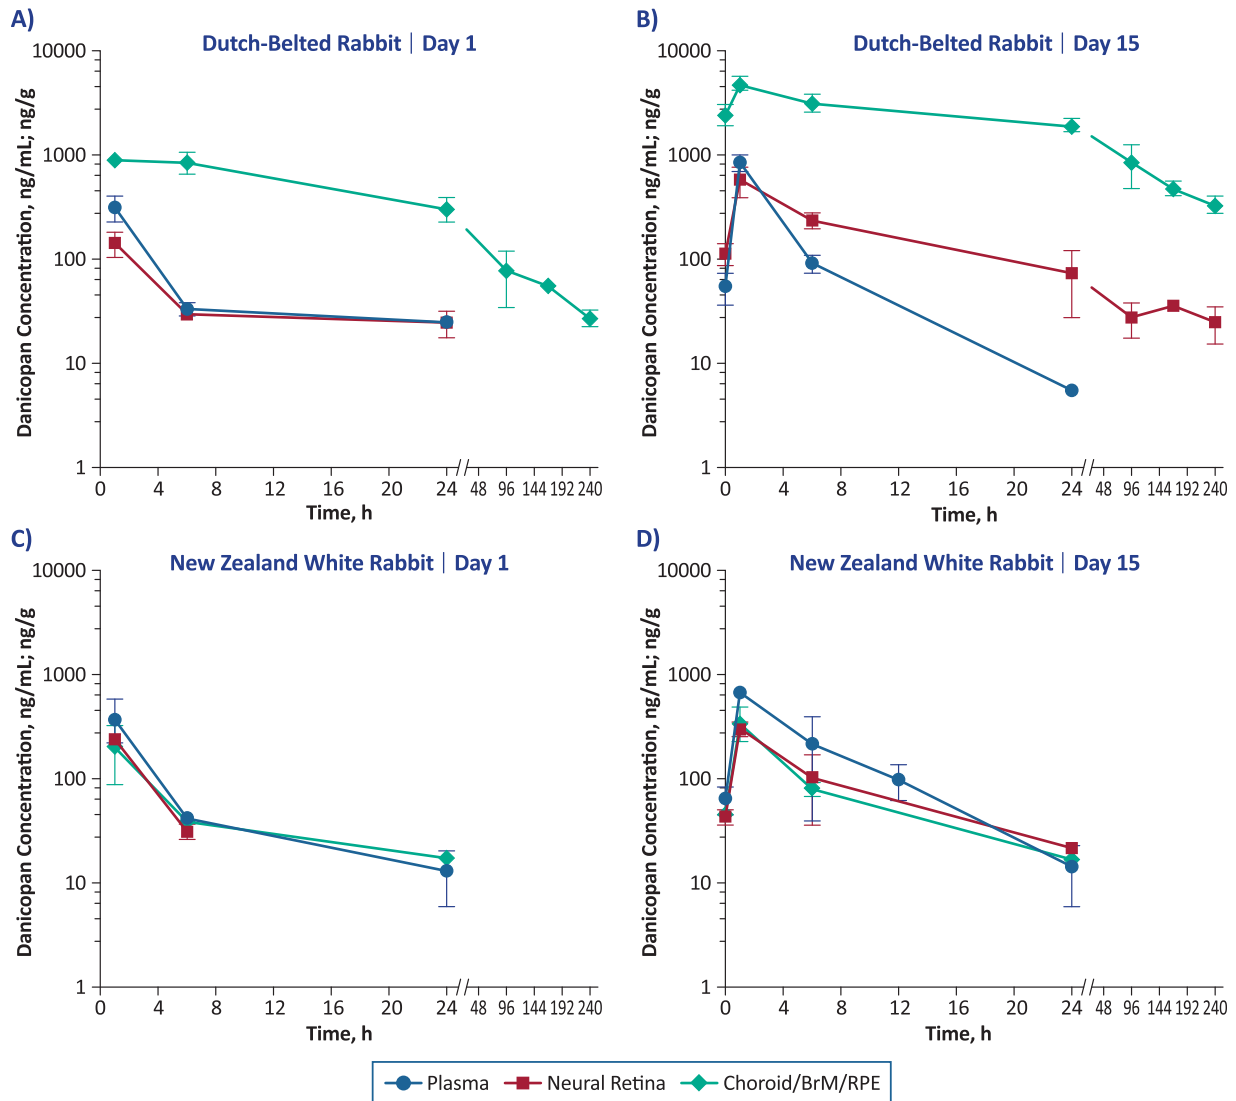 A)
Dutch-Belted Rabbit | Day 1
Danicopan Concentration, ng/mL; ng/g
10000
1000
100
10
1
0 4 8 12 16 20 24 48 96 144 192 240
Time, h
B)
Dutch-Belted Rabbit | Day 15
Danicopan Concentration, ng/mL; ng/g
10000
1000
100
10
1
0 4 8 12 16 20 24 48 96 144 192 240
Time, h
C)
New Zealand White Rabbit | Day 1
Danicopan Concentration, ng/mL; ng/g
10000
1000
100
10
1
0 4 8 12 16 20 24 48 96 144 192 240
Time, h
D)
New Zealand White Rabbit | Day 15
Danicopan Concentration, ng/mL; ng/g
10000
1000
100
10
1
0 4 8 12 16 20 24 48 96 144 192 240
Time, h
Plasma Neural Retina Choroid/BrM/RPE